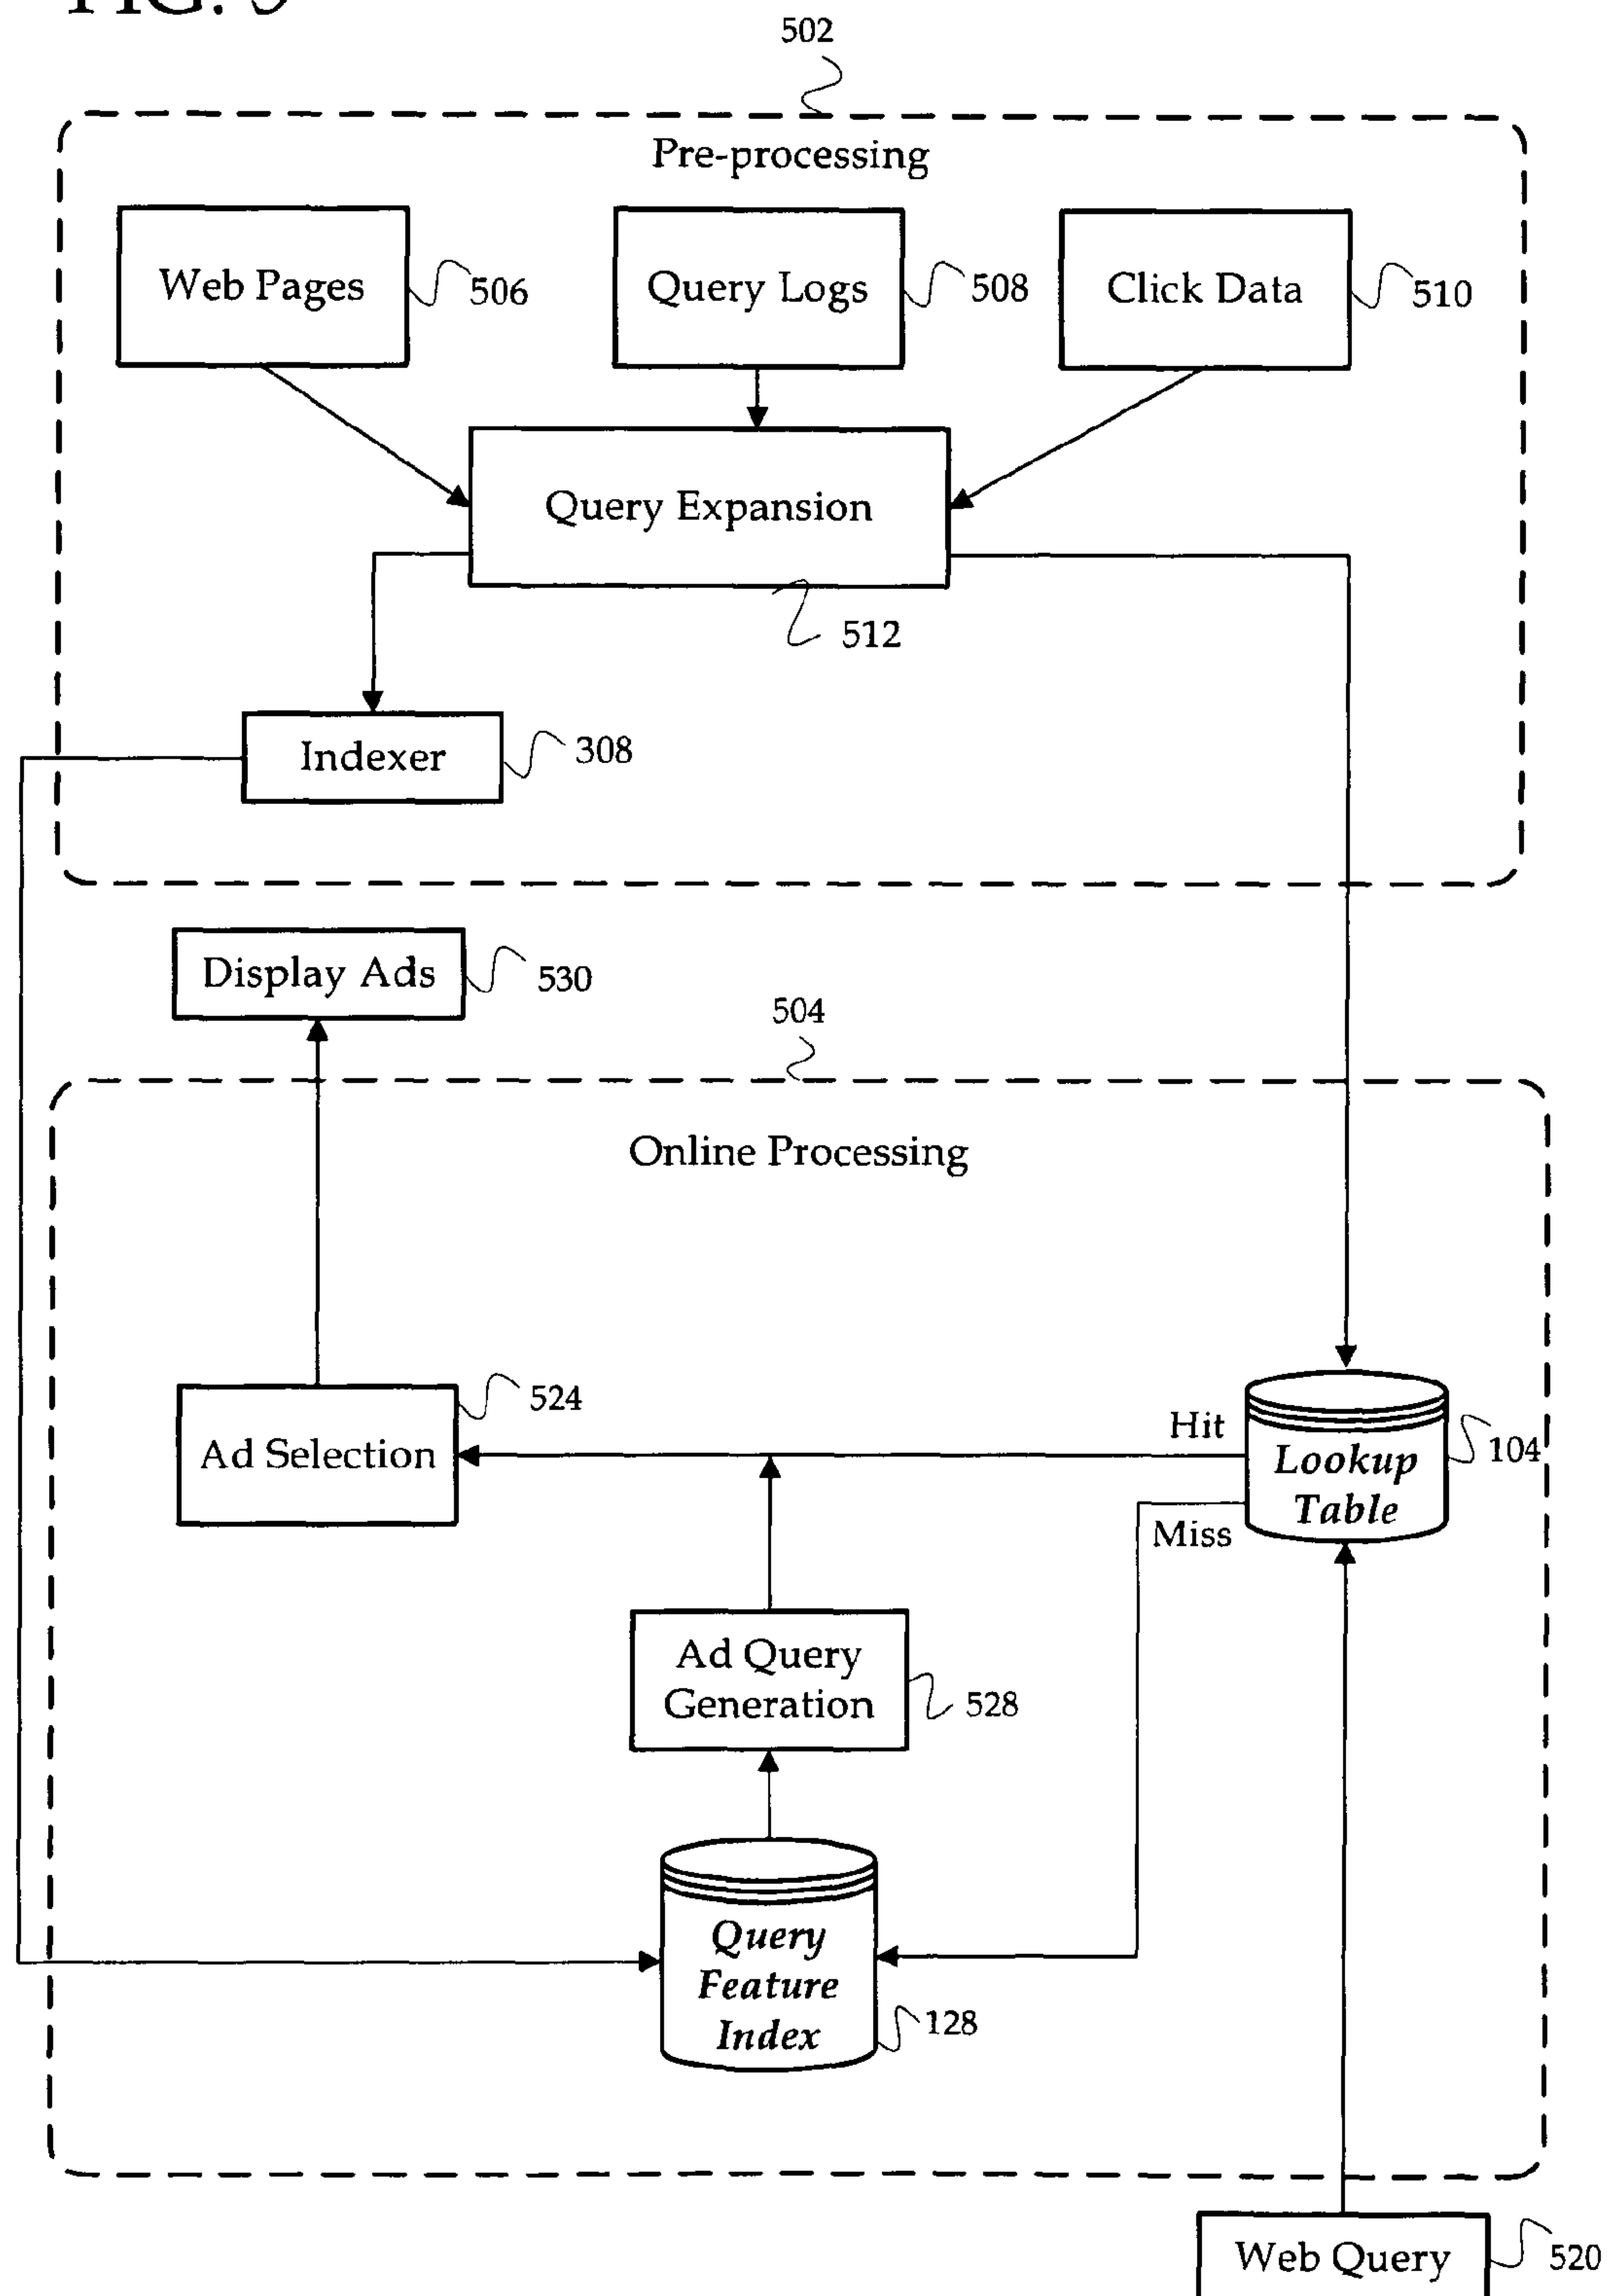 FIG. 5
502
Pre-processing
Web Pages
506
Query Logs
508
Click Data
510
Query Expansion
512
Indexer
308
Display Ads
530
504
Online Processing
Ad Selection
524
Hit
Lookup
Table
104
Miss
Ad Query
Generation
528
Query
Feature
Index
128
Web Query
520